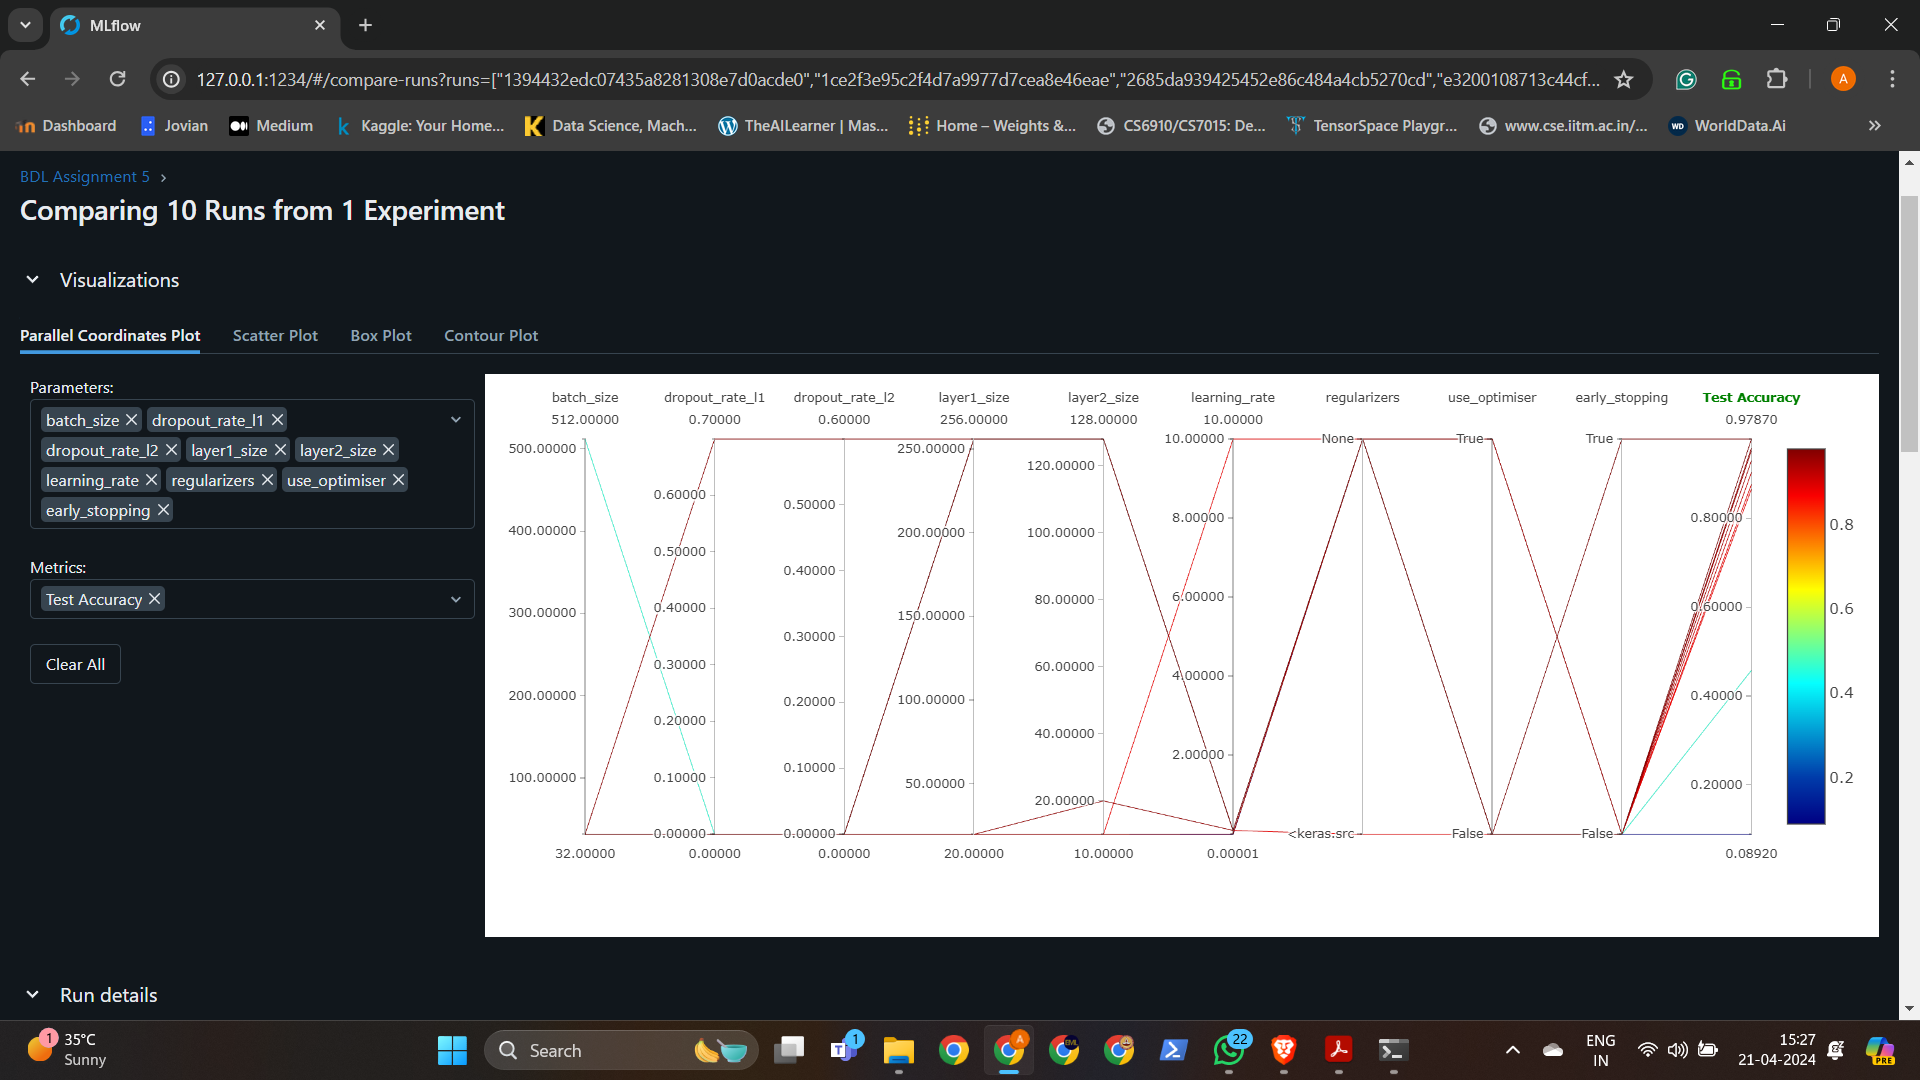 MLflow
127.0.0.1:1234/#/compare-runs?runs=["1394432edc07435a8281308e7d0acde0","1ce2f3e95c2f4d7a9977d7cea8e46eae","2685da939425452e86c484a4cb5270cd","e3200108713c44cf...
A
Dashboard Jovian Medium Kaggle: Your Home... Data Science, Mach... TheAILearner | Mas... Home – Weights &... CS6910/CS7015: De... TensorSpace Playgr... www.cse.iitm.ac.in/... WD WorldData.Ai
BDL Assignment 5
Comparing 10 Runs from 1 Experiment
Visualizations
Parallel Coordinates Plot Scatter Plot Box Plot Contour Plot
Parameters:
batch_size dropout_rate_l1
dropout_rate_l2 layer1_size layer2_size
learning_rate regularizers use_optimiser
early_stopping
Metrics:
Test Accuracy
Clear All
batch_size dropout_rate_l1 dropout_rate_l2 layer1_size layer2_size learning_rate regularizers use_optimiser early_stopping Test Accuracy
512.00000 0.70000 0.60000 256.00000 128.00000 10.00000 0.97870
500.00000
400.00000
300.00000
200.00000
100.00000
32.00000
0.60000
0.50000
0.40000
0.30000
0.20000
0.10000
0.00000
0.00000
0.50000
0.40000
0.30000
0.20000
0.10000
0.00000
0.00000
250.00000
200.00000
150.00000
100.00000
50.00000
20.00000
120.00000
100.00000
80.00000
60.00000
40.00000
20.00000
10.00000
10.00000
8.00000
6.00000
4.00000
2.00000
0.00001
None
<keras.src
True
False
True
False
0.80000
0.60000
0.40000
0.20000
0.08920
0.8
0.6
0.4
0.2
Run details
1
35°C
Sunny
Search
1
A
EML
22
ENG
IN
15:27
21-04-2024
PRE